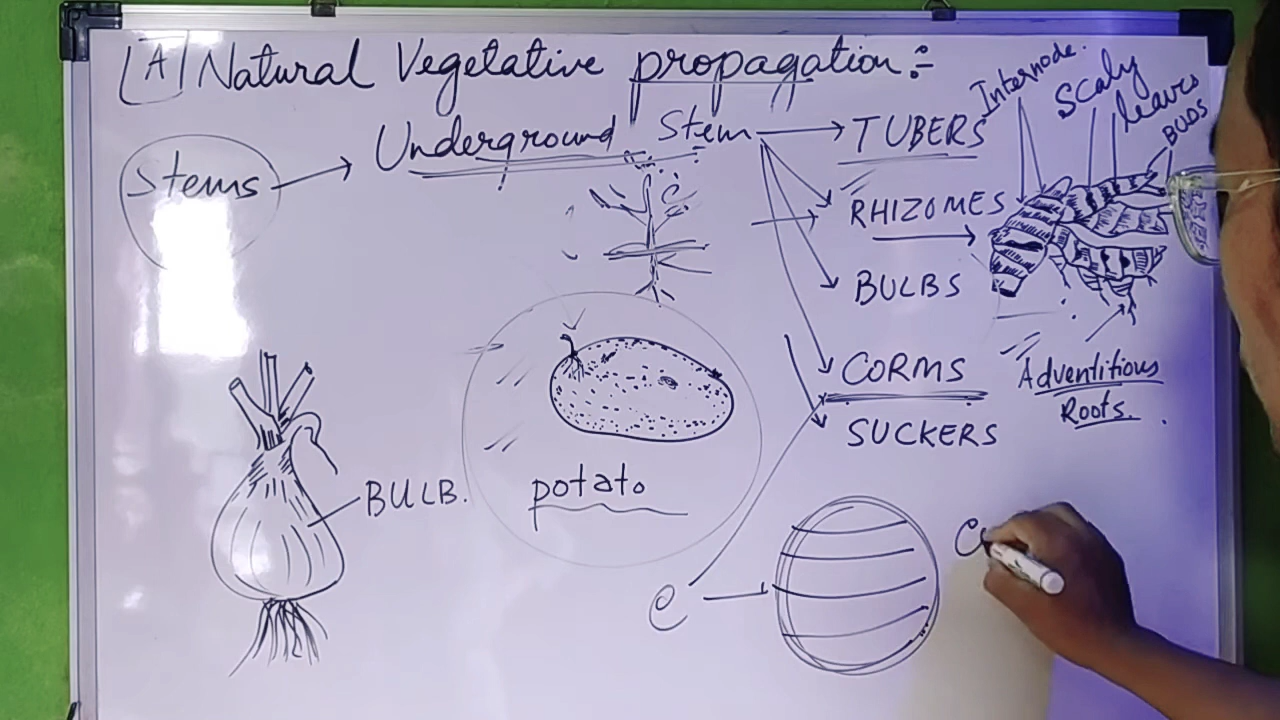 [A] Natural Vegetative propagation:-
Stems → Underground Stem → TUBERS
RHIZOMES
BULBS
CORMS
SUCKERS
Internode.
Scaly
leaves
BUDS
Adventitious
Roots.
potato
BULB.
C
Co